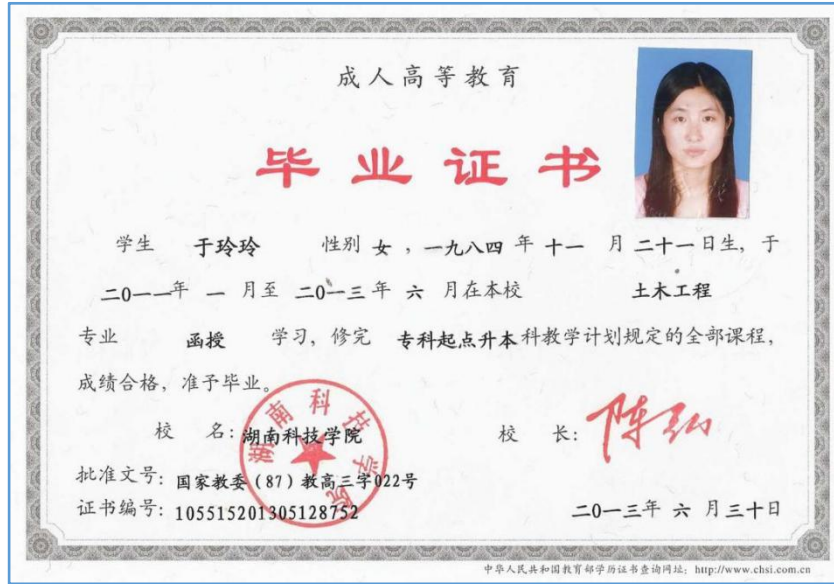 成人高等教育
毕业证书
学生 于玲玲 性别 女，一九八四 年 十一 月 二十一日生，于
二0一一年 一 月至 二0一三年 六 月在本校 土木工程
专业 函授 学习，修完 专科起点升本科教学计划规定的全部课程，
成绩合格，准予毕业。
校 名：湖南科技学院 校 长：陈弘
湖南科技学院
批准文号：国家教委（87）教高三字022号
证书编号：105515201305128752 二0一三年 六 月三十日
中华人民共和国教育部学历证书查询网址：http://www.chsi.com.cn